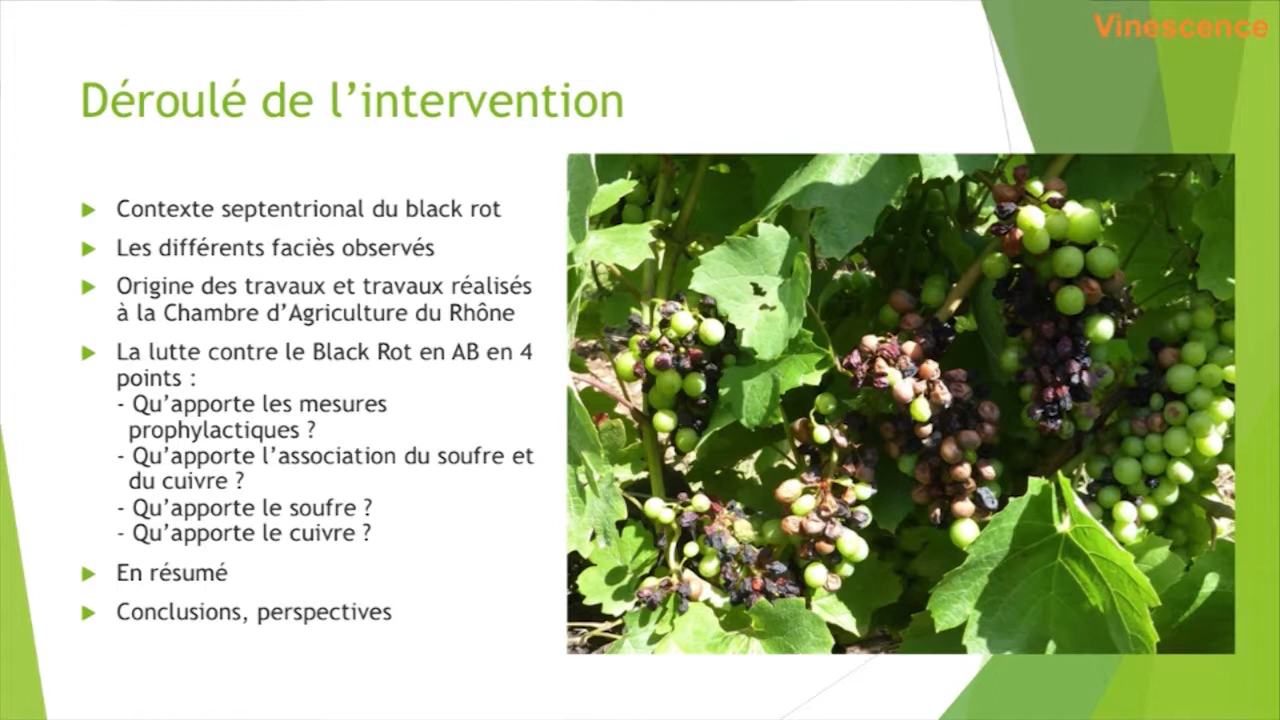 Vinescence
Déroulé de l’intervention
Contexte septentrional du black rot
Les différents faciès observés
Origine des travaux et travaux réalisés
à la Chambre d’Agriculture du Rhône
La lutte contre le Black Rot en AB en 4
points :
- Qu’apporte les mesures
prophylactiques ?
- Qu’apporte l’association du soufre et
du cuivre ?
- Qu’apporte le soufre ?
- Qu’apporte le cuivre ?
En résumé
Conclusions, perspectives